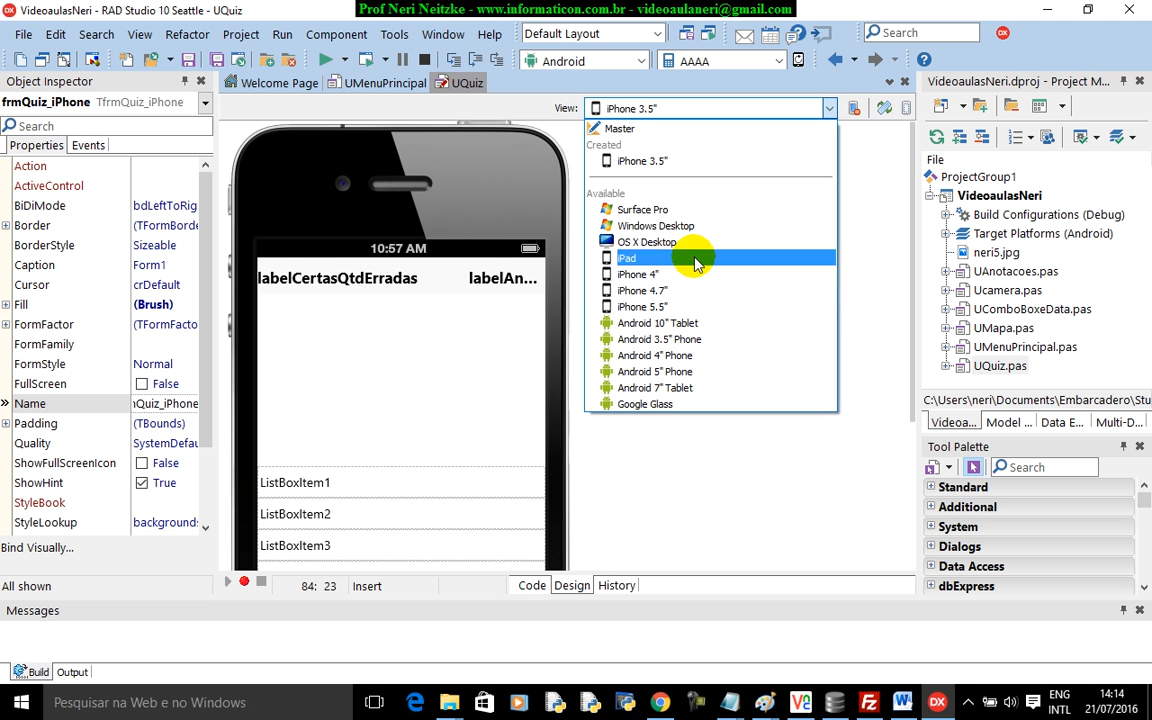 VideoaulasNeri - RAD Studio 10 Seattle - UQuiz
Prof Neri Neitzke - www.informaticon.com.br - videoaulaneri@gmail.com
File Edit Search View Refactor Project Run Component Tools Window Help
Default Layout
Search
Android
AAAA
Object Inspector
Welcome Page
UMenuPrincipal
UQuiz
VideoaulasNeri.dproj - Project M...
frmQuiz_iPhone TfrmQuiz_iPhone
Search
Properties Events
Action
ActiveControl
BiDiMode bdLeftToRig
Border (TFormBorde
BorderStyle Sizeable
Caption Form1
Cursor crDefault
Fill (Brush)
FormFactor (TFormFacto
FormFamily
FormStyle Normal
FullScreen False
Name nQuiz_iPhone
Padding (TBounds)
Quality SystemDefau
ShowFullScreenIcon False
ShowHint True
StyleBook
StyleLookup backgrounds
Bind Visually...
All shown
View: iPhone 3.5"
Master
Created
iPhone 3.5"
Available
Surface Pro
Windows Desktop
OS X Desktop
iPad
iPhone 4"
iPhone 4.7"
iPhone 5.5"
Android 10" Tablet
Android 3.5" Phone
Android 4" Phone
Android 5" Phone
Android 7" Tablet
Google Glass
10:57 AM
labelCertasQtdErradas labelAn...
ListBoxItem1
ListBoxItem2
ListBoxItem3
84: 23 Insert
Code Design History
File
ProjectGroup1
VideoaulasNeri
Build Configurations (Debug)
Target Platforms (Android)
neri5.jpg
UAnotacoes.pas
Ucamera.pas
UComboBoxeData.pas
UMapa.pas
UMenuPrincipal.pas
UQuiz.pas
C:\Users\neri\Documents\Embarcadero\Stu
Videoa... Model ... Data E... Multi-D...
Tool Palette
Search
Standard
Additional
System
Dialogs
Data Access
dbExpress
Messages
Build Output
Pesquisar na Web e no Windows
ENG
INTL
14:14
21/07/2016